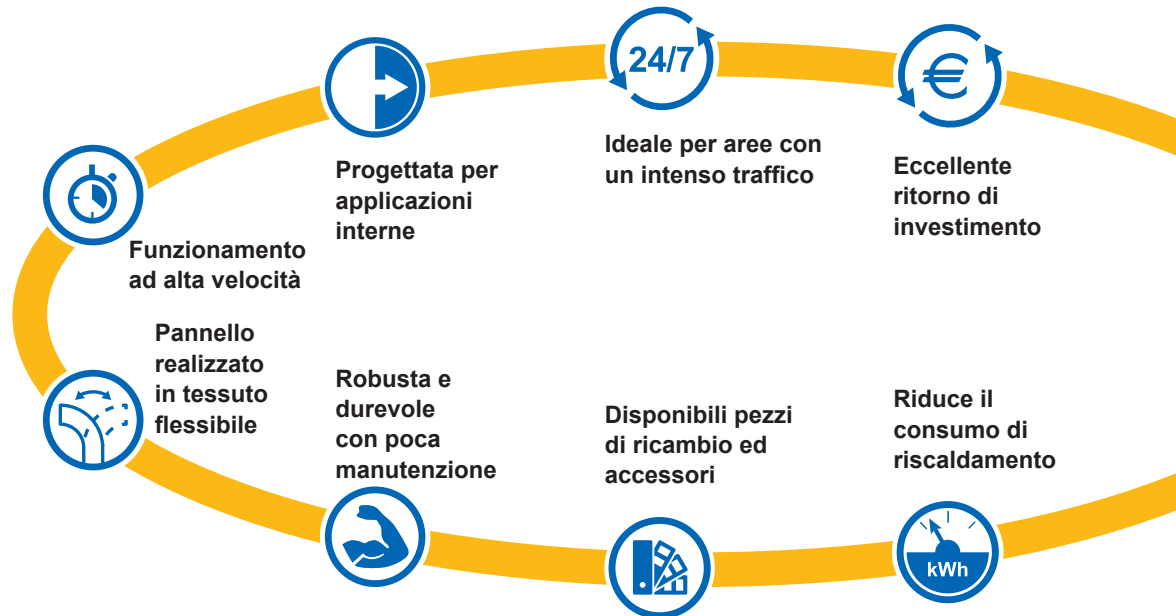 24/7
€
Progettata per
applicazioni
interne
Ideale per aree con
un intenso traffico
Eccellente
ritorno di
investimento
Funzionamento
ad alta velocità
Pannello
realizzato
in tessuto
flessibile
Robusta e
durevole
con poca
manutenzione
Disponibili pezzi
di ricambio ed
accessori
Riduce il
consumo di
riscaldamento
kWh